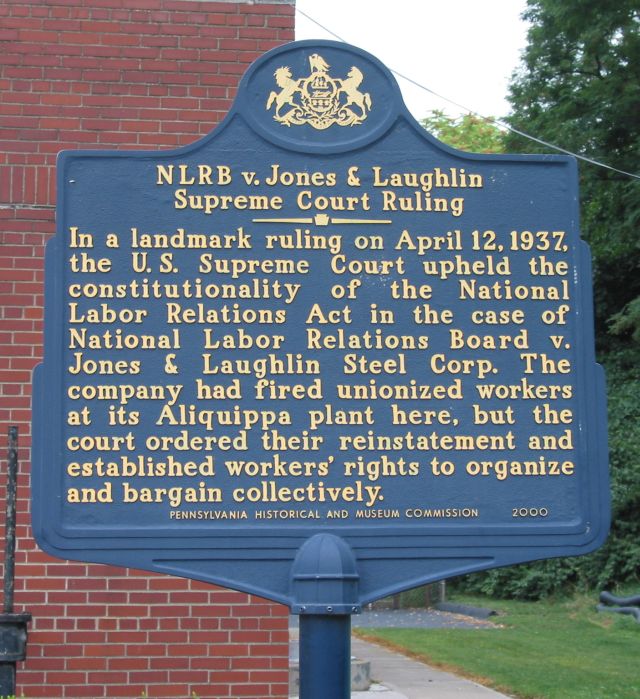 NLRB v. Jones & Laughlin
Supreme Court Ruling
In a landmark ruling on April 12, 1937,
the U.S. Supreme Court upheld the
constitutionality of the National
Labor Relations Act in the case of
National Labor Relations Board v.
Jones & Laughlin Steel Corp. The
company had fired unionized workers
at its Aliquippa plant here, but the
court ordered their reinstatement and
established workers' rights to organize
and bargain collectively.
PENNSYLVANIA HISTORICAL AND MUSEUM COMMISSION 2000